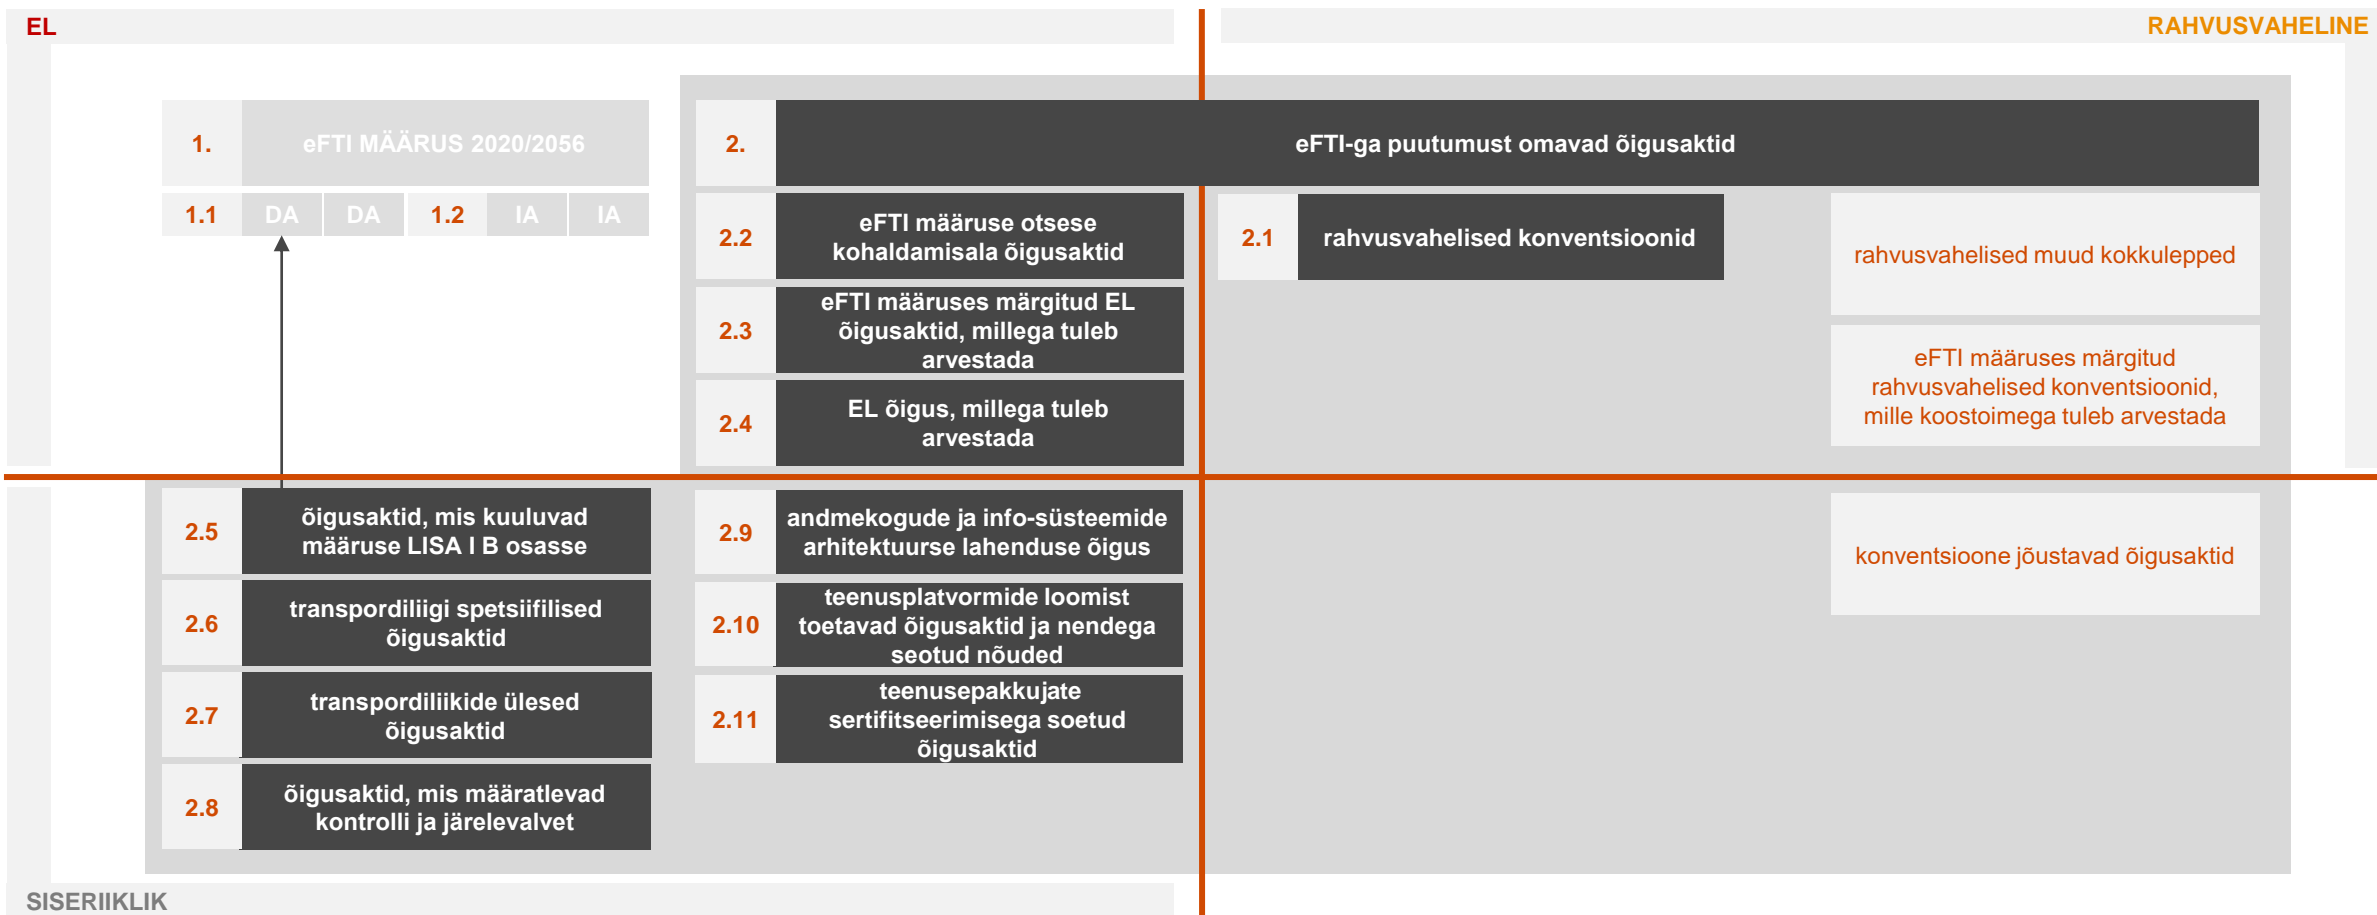 EL
RAHVUSVAHELINE
1.
eFTI MÄÄRUS 2020/2056
1.1
DA
DA
1.2
IA
IA
2.
eFTI-ga puutumust omavad õigusaktid
2.2
eFTI määruse otsese
kohaldamisala õigusaktid
2.3
eFTI määruses märgitud EL
õigusaktid, millega tuleb
arvestada
2.4
EL õigus, millega tuleb
arvestada
2.1
rahvusvahelised konventsioonid
rahvusvahelised muud kokkulepped
eFTI määruses märgitud
rahvusvahelised konventsioonid,
mille koostoimega tuleb arvestada
2.5
õigusaktid, mis kuuluvad
määruse LISA I B osasse
2.6
transpordiliigi spetsiifilised
õigusaktid
2.7
transpordiliikide ülesed
õigusaktid
2.8
õigusaktid, mis määratlevad
kontrolli ja järelevalvet
2.9
andmekogude ja info-süsteemide
arhitektuurse lahenduse õigus
2.10
teenusplatvormide loomist
toetavad õigusaktid ja nendega
seotud nõuded
2.11
teenusepakkujate
sertifitseerimisega soetud
õigusaktid
konventsioone jõustavad õigusaktid
SISERIIKLIK